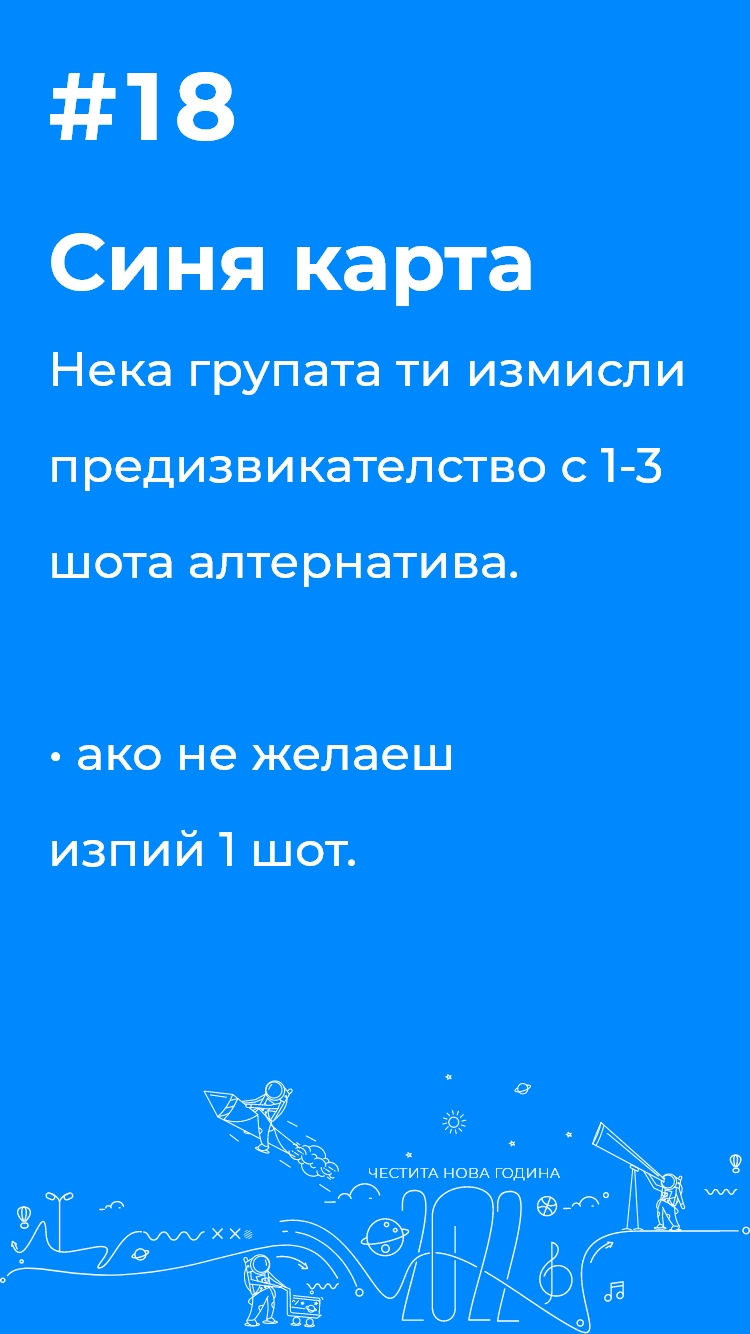 #18
Синя карта
Нека групата ти измисли
предизвикателство с 1-3
шота алтернатива.
• ако не желаеш
изпий 1 шот.
ЧЕСТИТА НОВА ГОДИНА
2022